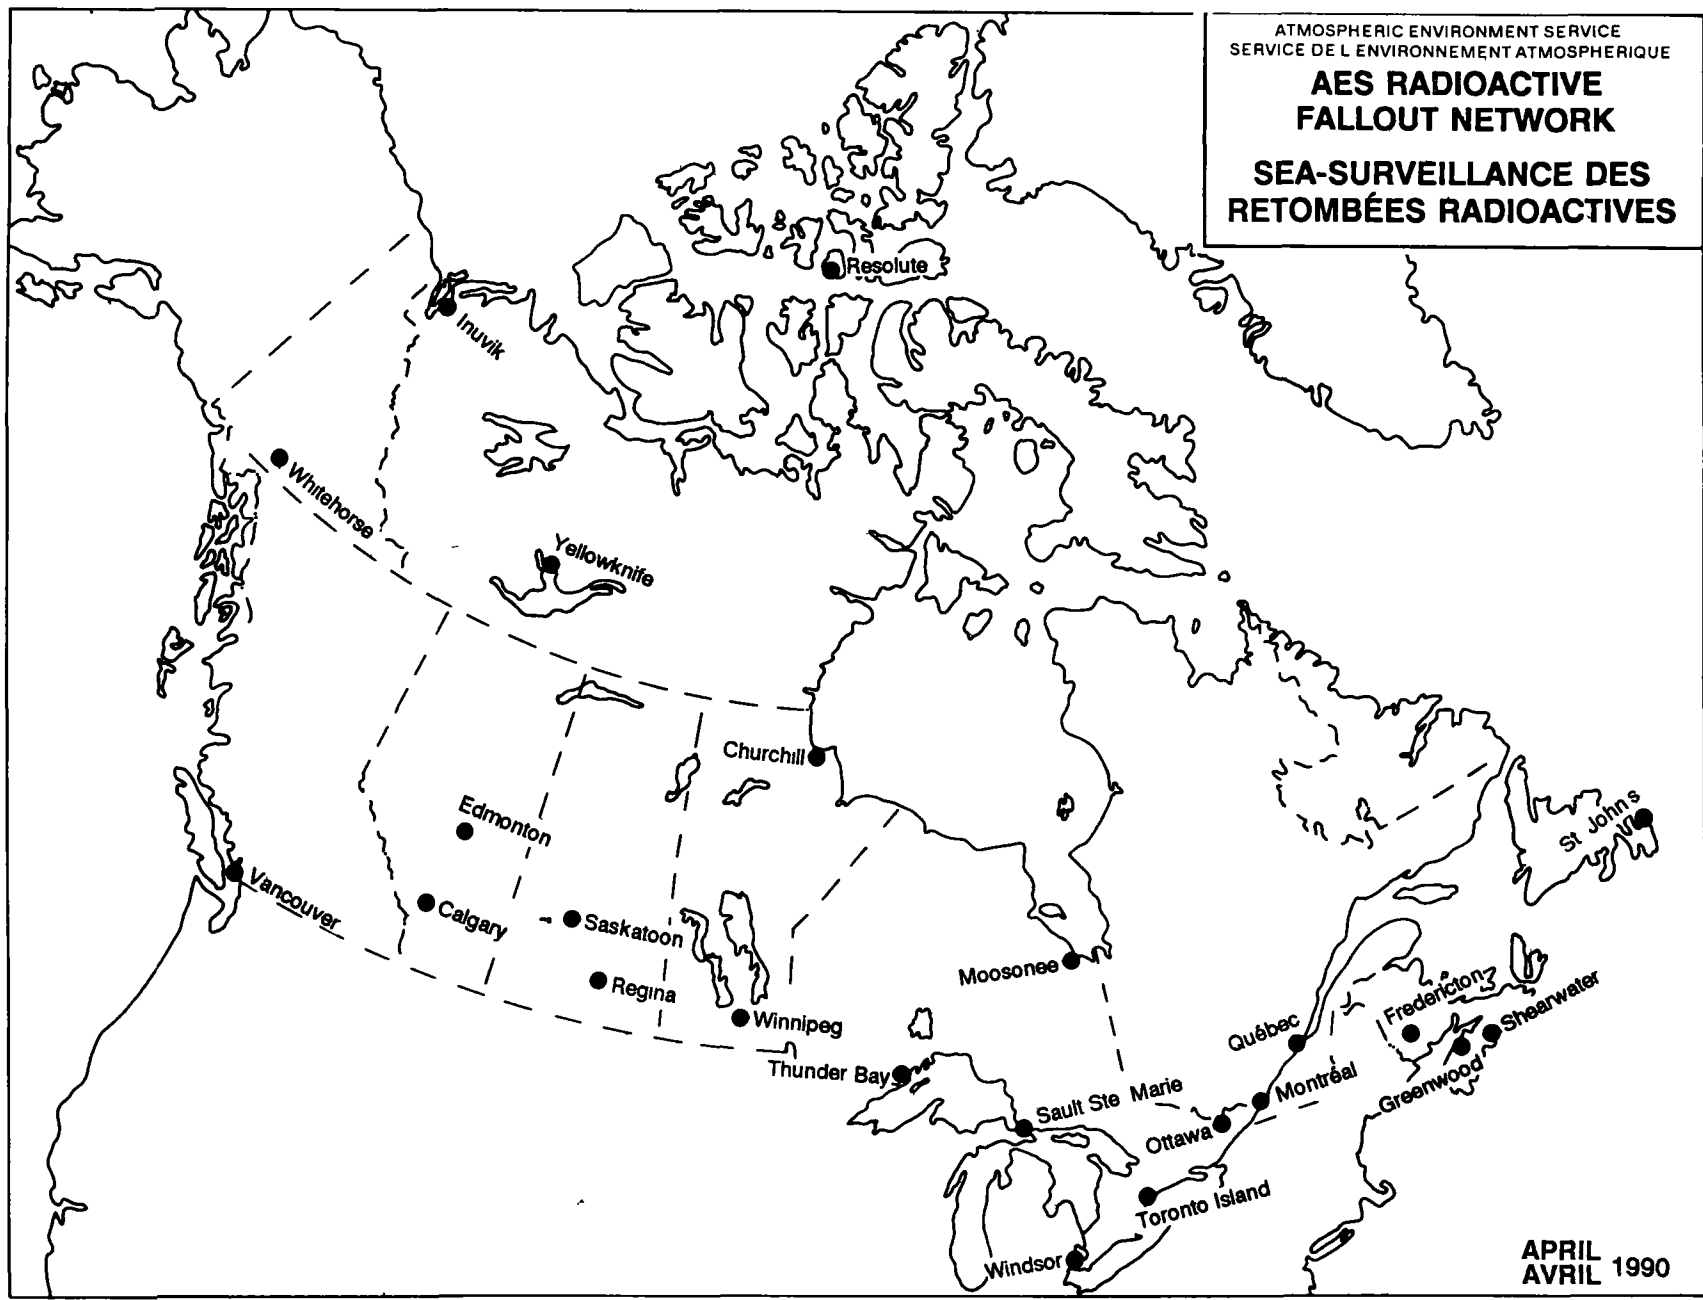 ATMOSPHERIC ENVIRONMENT SERVICE
SERVICE DE L ENVIRONNEMENT ATMOSPHERIQUE
AES RADIOACTIVE
FALLOUT NETWORK
SEA-SURVEILLANCE DES
RETOMBÉES RADIOACTIVES
Resolute
Inuvik
Whitehorse
Yellowknife
Churchill
Edmonton
St John s
Vancouver
Calgary
Saskatoon
Moosonee
Regina
Winnipeg
Fredericton
Shearwater
Québec
Thunder Bay
Greenwood
Montréal
Sault Ste Marie
Ottawa
Toronto Island
Windsor
APRIL
AVRIL 1990